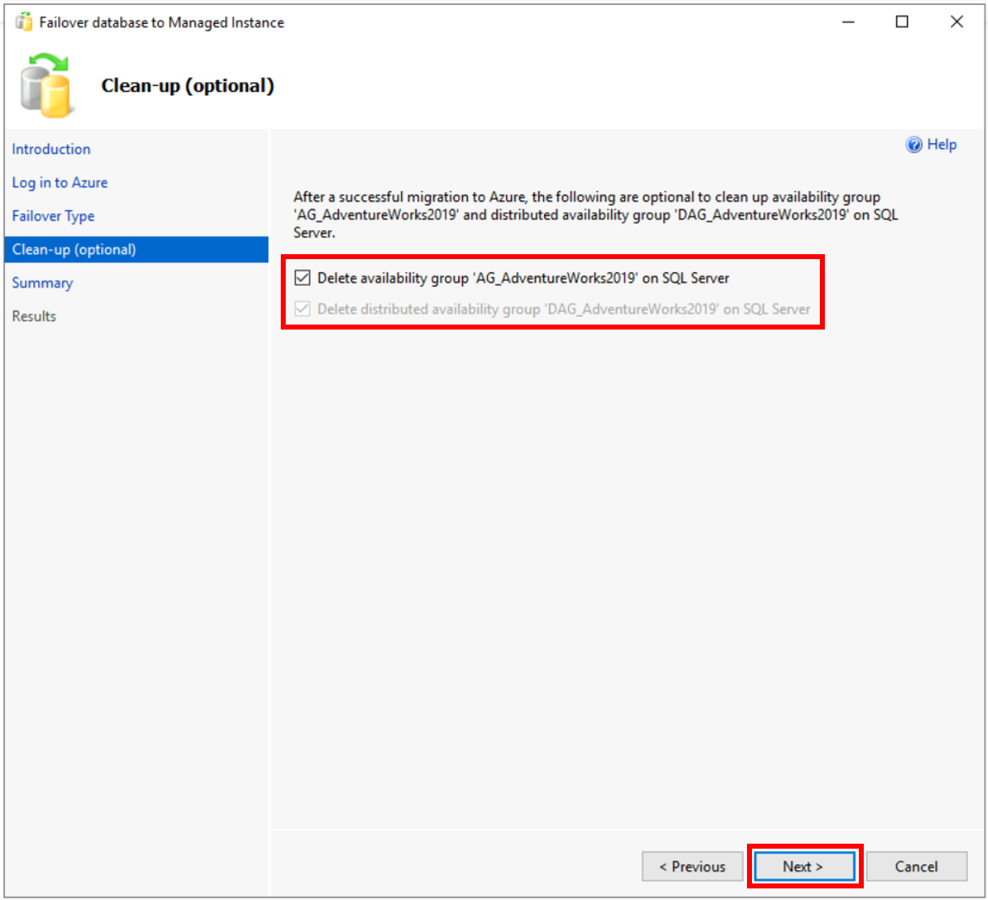 Failover database to Managed Instance
Clean-up (optional)
Introduction
Log in to Azure
Failover Type
Clean-up (optional)
Summary
Results
Help
After a successful migration to Azure, the following are optional to clean up availability group
'AG_AdventureWorks2019' and distributed availability group 'DAG_AdventureWorks2019' on SQL
Server.
Delete availability group 'AG_AdventureWorks2019' on SQL Server
Delete distributed availability group 'DAG_AdventureWorks2019' on SQL Server
< Previous
Next >
Cancel